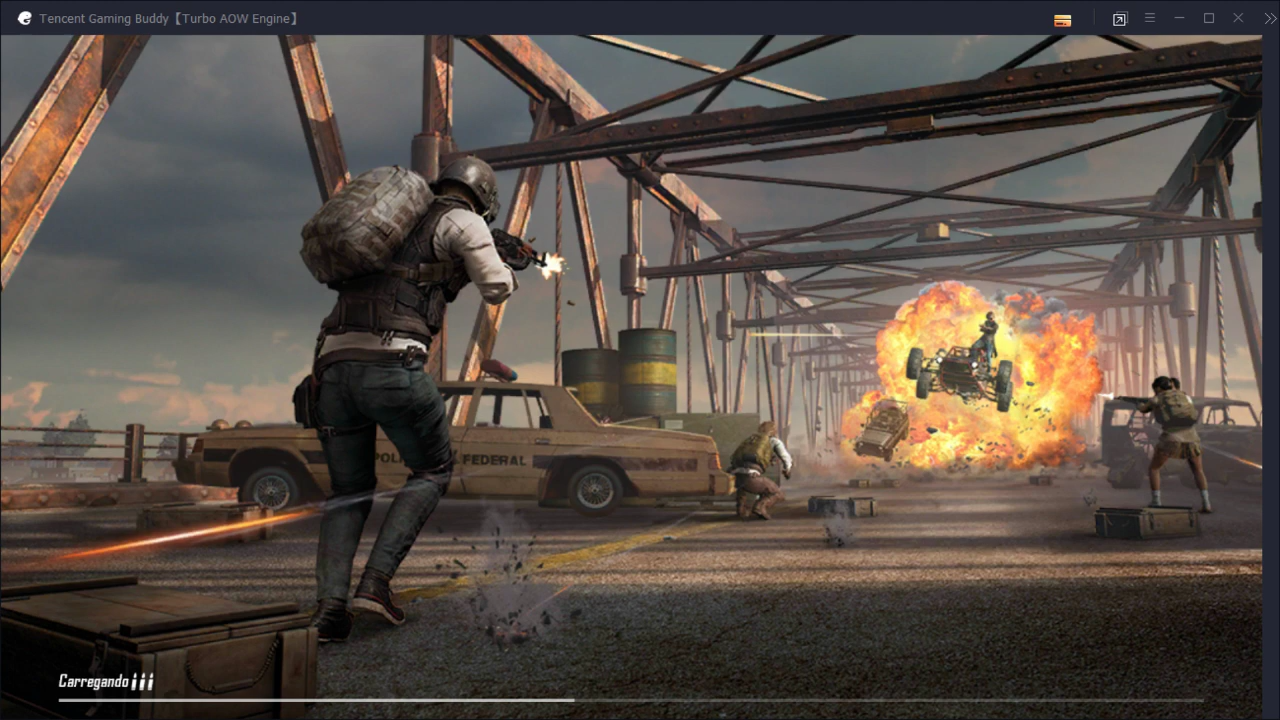 Tencent Gaming Buddy【Turbo AOW Engine】
POLI FEDERAL
Carregando